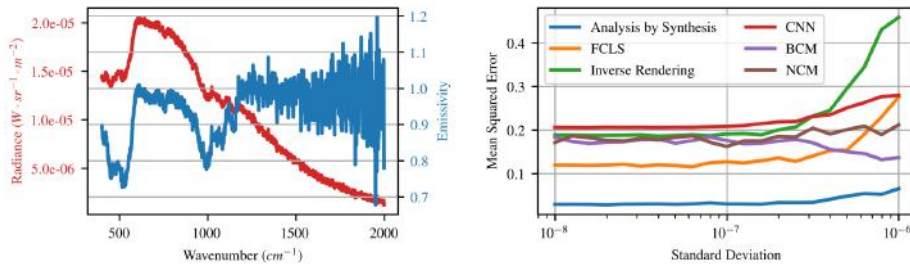 2.0e-05
1.5e-05
1.0e-05
5.0e-06
Radiance (W · sr⁻¹ · m⁻²)
1.2
1.1
1.0
0.9
0.8
0.7
Emissivity
500 1000 1500 2000
Wavenumber (cm⁻¹)
Analysis by Synthesis
FCLS
Inverse Rendering
CNN
BCM
NCM
0.4
0.3
0.2
0.1
Mean Squared Error
10⁻⁸ 10⁻⁷ 10⁻⁶
Standard Deviation